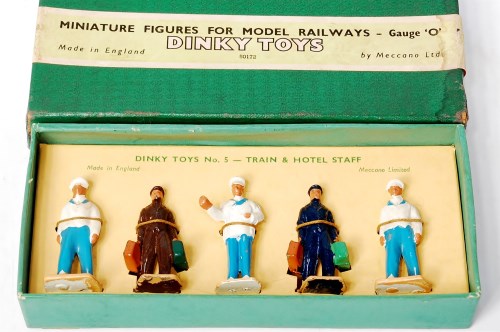 MINIATURE FIGURES FOR MODEL RAILWAYS – Gauge
Made in England DINKY TOYS by Meccano Ltd.
50172
DINKY TOYS No. 5 — TRAIN & HOTEL STAFF
Made in England Meccano Limited